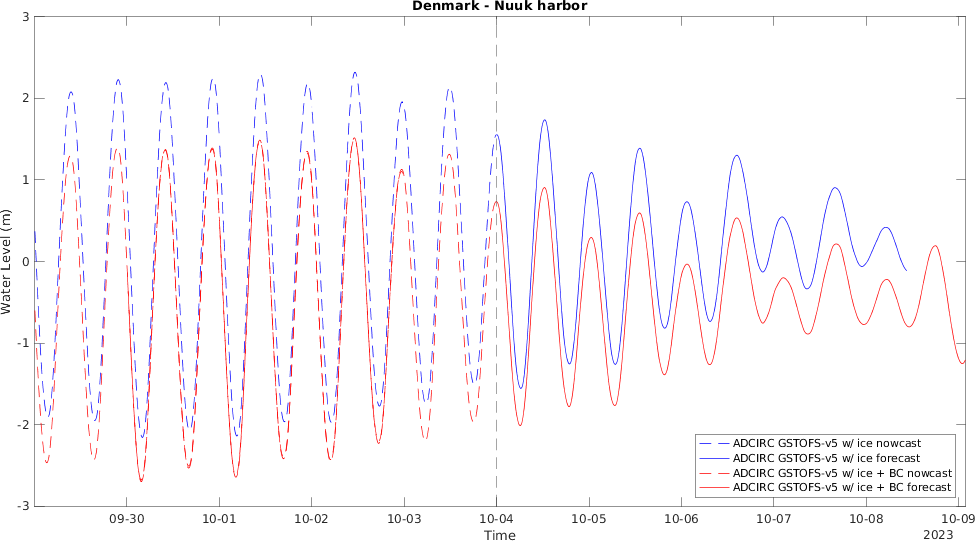 Denmark - Nuuk harbor
3
2
1
0
-1
-2
-3
Water Level (m)
09-30
10-01
10-02
10-03
10-04
10-05
10-06
10-07
10-08
10-09
Time
2023
ADCIRC GSTOFS-v5 w/ ice nowcast
ADCIRC GSTOFS-v5 w/ ice forecast
ADCIRC GSTOFS-v5 w/ ice + BC nowcast
ADCIRC GSTOFS-v5 w/ ice + BC forecast